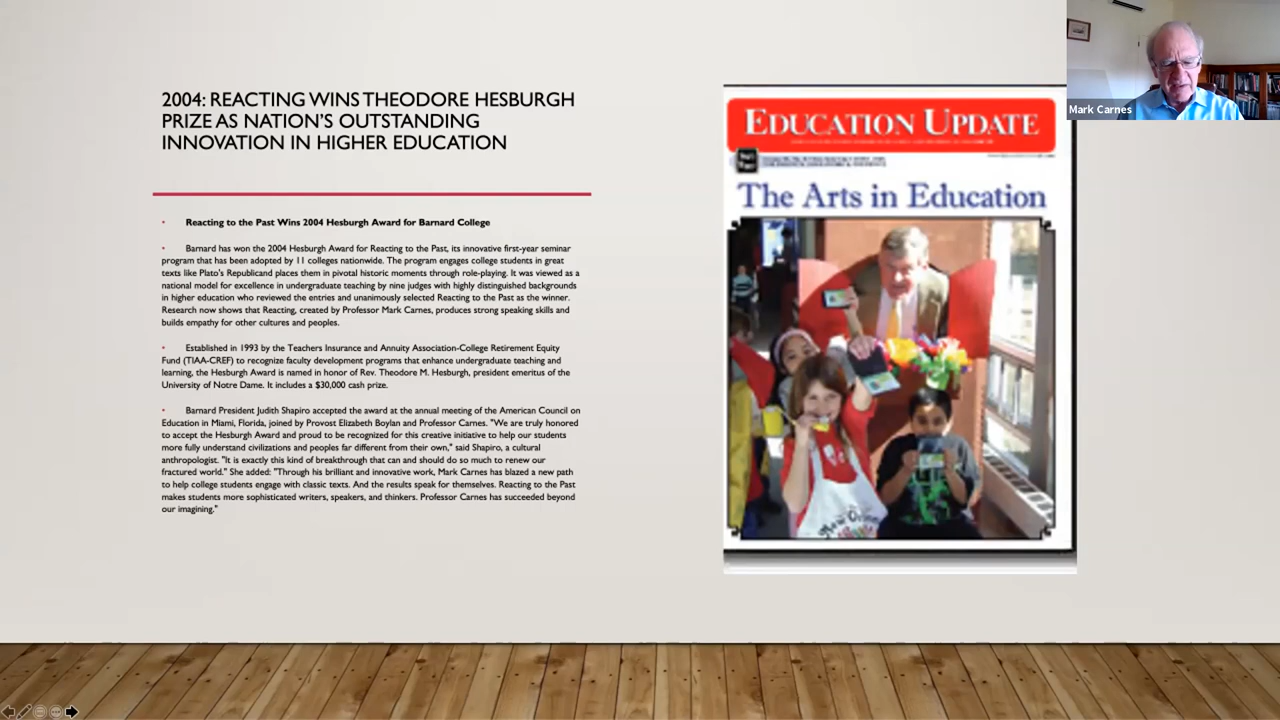 2004: REACTING WINS THEODORE HESBURGH
PRIZE AS NATION'S OUTSTANDING
INNOVATION IN HIGHER EDUCATION
• Reacting to the Past Wins 2004 Hesburgh Award for Barnard College
• Barnard has won the 2004 Hesburgh Award for Reacting to the Past, its innovative first-year seminar
program that has been adopted by 11 colleges nationwide. The program engages college students in great
texts like Plato's Republicand places them in pivotal historic moments through role-playing. It was viewed as a
national model for excellence in undergraduate teaching by nine judges with highly distinguished backgrounds
in higher education who reviewed the entries and unanimously selected Reacting to the Past as the winner.
Research now shows that Reacting, created by Professor Mark Carnes, produces strong speaking skills and
builds empathy for other cultures and peoples.
• Established in 1993 by the Teachers Insurance and Annuity Association-College Retirement Equity
Fund (TIAA-CREF) to recognize faculty development programs that enhance undergraduate teaching and
learning, the Hesburgh Award is named in honor of Rev. Theodore M. Hesburgh, president emeritus of the
University of Notre Dame. It includes a $30,000 cash prize.
• Barnard President Judith Shapiro accepted the award at the annual meeting of the American Council on
Education in Miami, Florida, joined by Provost Elizabeth Boylan and Professor Carnes. "We are truly honored
to accept the Hesburgh Award and proud to be recognized for this creative initiative to help our students
more fully understand civilizations and peoples far different from their own," said Shapiro, a cultural
anthropologist. "It is exactly this kind of breakthrough that can and should do so much to renew our
fractured world." She added: "Through his brilliant and innovative work, Mark Carnes has blazed a new path
to help college students engage with classic texts. And the results speak for themselves. Reacting to the Past
makes students more sophisticated writers, speakers, and thinkers. Professor Carnes has succeeded beyond
our imagining."
EDUCATION UPDATE
The Arts in Education
New Orleans
Mark Carnes